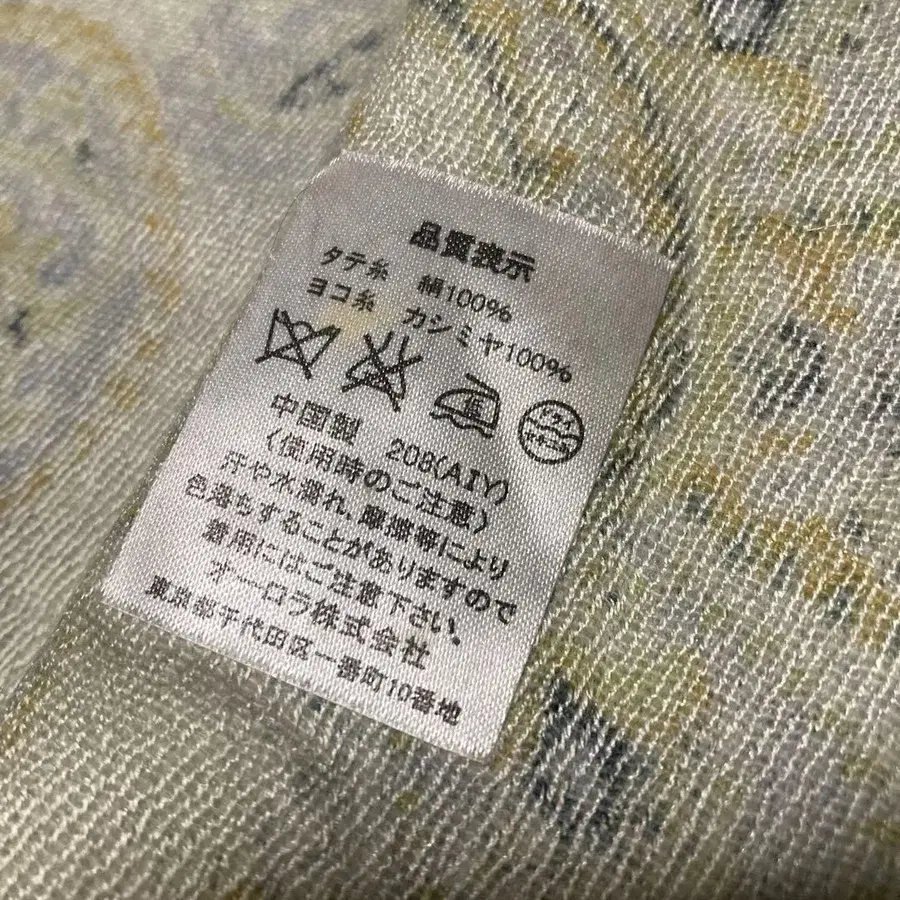 品質表示
タテ糸 絹100%
ヨコ糸 カシミヤ100%
中国製 208(AIY)
〈使用時のご注意〉
汗や水濡れ、摩擦等により
色落ちすることがありますので
着用にはご注意下さい。
オーロラ株式会社
東京都千代田区一番町10番地